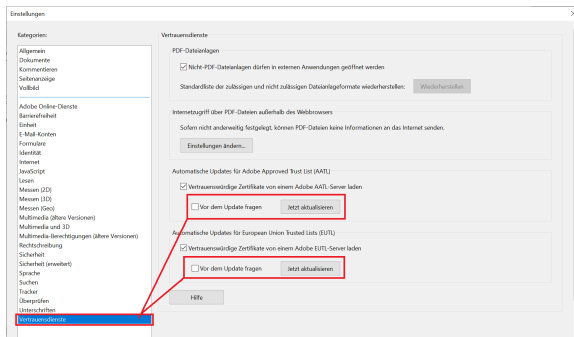 Einstellungen
Kategorien:
Allgemein
Dokumente
Kommentieren
Seitenanzeige
Vollbild
Adobe Online-Dienste
Barrierefreiheit
Einheit
E-Mail-Konten
Formulare
Identität
Internet
JavaScript
Lesen
Messen (2D)
Messen (3D)
Messen (Geo)
Multimedia (ältere Versionen)
Multimedia und 3D
Multimedia-Berechtigungen (ältere Versionen)
Rechtschreibung
Sicherheit
Sicherheit (erweitert)
Sprache
Suchen
Tracker
Überprüfen
Unterschriften
Vertrauensdienste
Vertrauensdienste
PDF-Dateianlagen
Nicht-PDF-Dateianlagen dürfen in externen Anwendungen geöffnet werden
Standardliste der zulässigen und nicht zulässigen Dateianlageformate wiederherstellen: Wiederherstellen
Internetzugriff über PDF-Dateien außerhalb des Webbrowsers
Sofern nicht anderweitig festgelegt, können PDF-Dateien keine Informationen an das Internet senden.
Einstellungen ändern...
Automatische Updates für Adobe Approved Trust List (AATL)
Vertrauenswürdige Zertifikate von einem Adobe AATL-Server laden
Vor dem Update fragen Jetzt aktualisieren
Automatische Updates für European Union Trusted Lists (EUTL)
Vertrauenswürdige Zertifikate von einem Adobe EUTL-Server laden
Vor dem Update fragen Jetzt aktualisieren
Hilfe